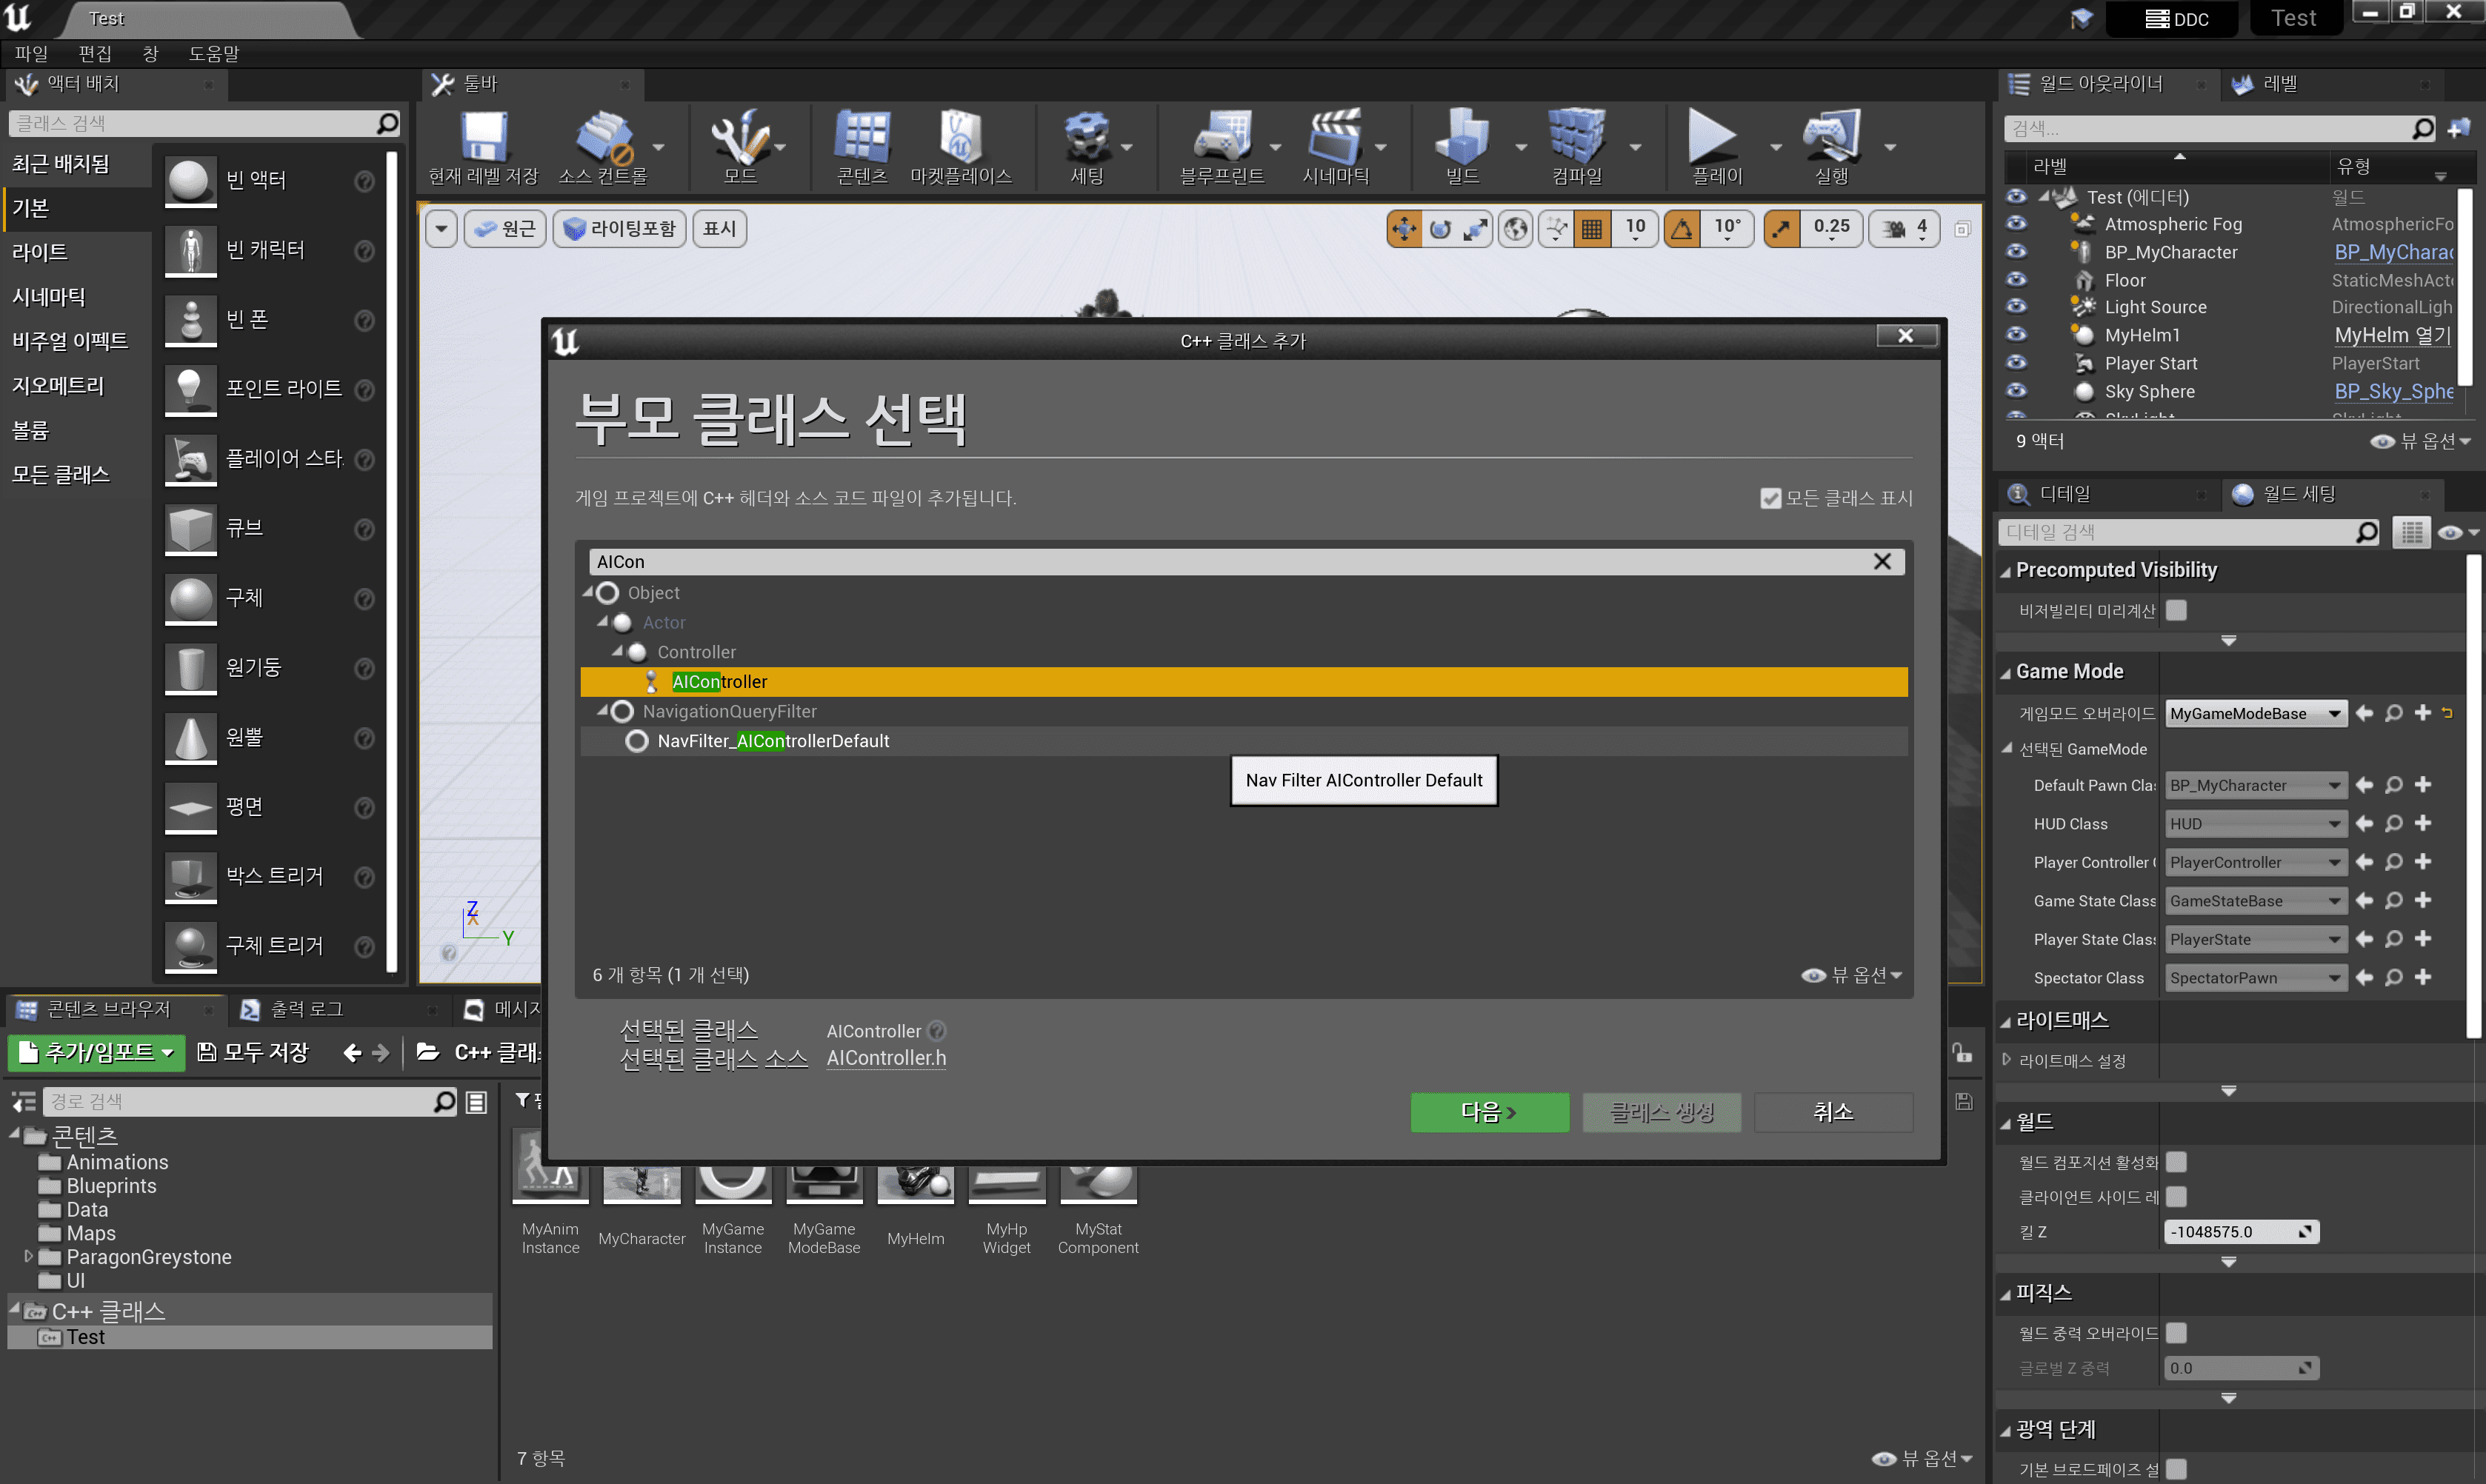 Test
DDC
Test
파일 편집 창 도움말
액터 배치
툴바
월드 아웃라이너
레벨
클래스 검색
최근 배치됨
기본
라이트
시네마틱
비주얼 이펙트
지오메트리
볼륨
모든 클래스
빈 액터
빈 캐릭터
빈 폰
포인트 라이트
플레이어 스타
큐브
구체
원기둥
원뿔
평면
박스 트리거
구체 트리거
현재 레벨 저장
소스 컨트롤
모드
콘텐츠
마켓플레이스
세팅
블루프린트
시네마틱
빌드
컴파일
플레이
실행
원근
라이팅포함
표시
10
10°
0.25
4
Z
X
Y
검색...
라벨 유형
Test (에디터) 월드
Atmospheric Fog AtmosphericFo
BP_MyCharacter BP_MyCharac
Floor StaticMeshActo
Light Source DirectionalLigh
MyHelm1 MyHelm 열기
Player Start PlayerStart
Sky Sphere BP_Sky_Sphe
SkyLight SkyLight
9 액터
뷰 옵션
C++ 클래스 추가
부모 클래스 선택
게임 프로젝트에 C++ 헤더와 소스 코드 파일이 추가됩니다.
모든 클래스 표시
AICon
Object
Actor
Controller
AIController
NavigationQueryFilter
NavFilter_AIControllerDefault
Nav Filter AIController Default
6 개 항목 (1 개 선택)
뷰 옵션
선택된 클래스 AIController
선택된 클래스 소스 AIController.h
다음
클래스 생성
취소
디테일
월드 세팅
디테일 검색
Precomputed Visibility
비저빌리티 미리계산
Game Mode
게임모드 오버라이드 MyGameModeBase
선택된 GameMode
Default Pawn Clas BP_MyCharacter
HUD Class HUD
Player Controller PlayerController
Game State Class GameStateBase
Player State Class PlayerState
Spectator Class SpectatorPawn
라이트매스
라이트매스 설정
월드
월드 컴포지션 활성화
클라이언트 사이드 레
킬 Z -1048575.0
피직스
월드 중력 오버라이드
글로벌 Z 중력 0.0
광역 단계
기본 브로드페이즈 설
콘텐츠 브라우저
출력 로그
메시지
추가/임포트
모두 저장
C++ 클래스
경로 검색
콘텐츠
Animations
Blueprints
Data
Maps
ParagonGreystone
UI
C++ 클래스
Test
MyAnim
Instance
MyCharacter
MyGame
Instance
MyGame
ModeBase
MyHelm
MyHp
Widget
MyStat
Component
7 항목
뷰 옵션